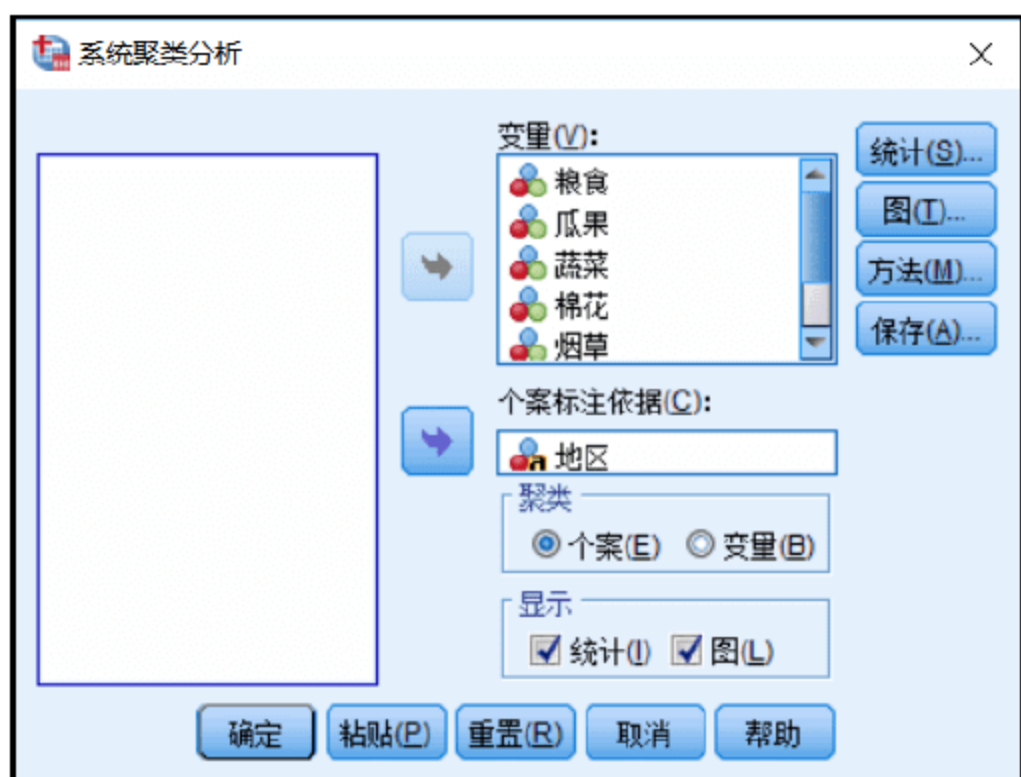 系统聚类分析
变量(V):
粮食
瓜果
蔬菜
棉花
烟草
统计(S)...
图(T)...
方法(M)...
保存(A)...
个案标注依据(C):
地区
聚类
个案(E) 变量(B)
显示
统计(I) 图(L)
确定 粘贴(P) 重置(R) 取消 帮助